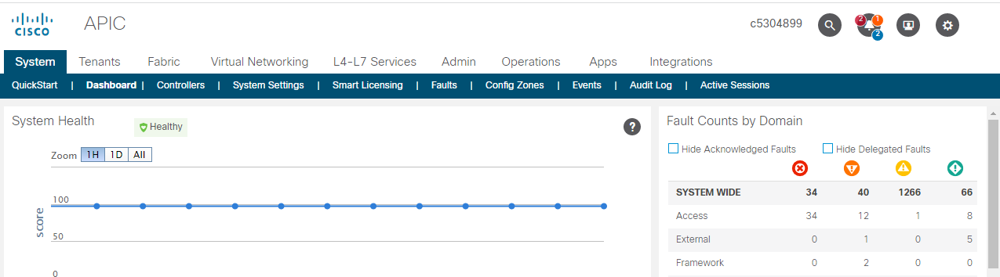 CISCO
APIC
c5304899
2
1
2
System Tenants Fabric Virtual Networking L4-L7 Services Admin Operations Apps Integrations
QuickStart | Dashboard | Controllers | System Settings | Smart Licensing | Faults | Config Zones | Events | Audit Log | Active Sessions
System Health
Healthy
?
Zoom 1H 1D All
100
50
0
score
Fault Counts by Domain
Hide Acknowledged Faults Hide Delegated Faults
SYSTEM WIDE 34 40 1266 66
Access 34 12 1 8
External 0 1 0 5
Framework 0 2 0 0